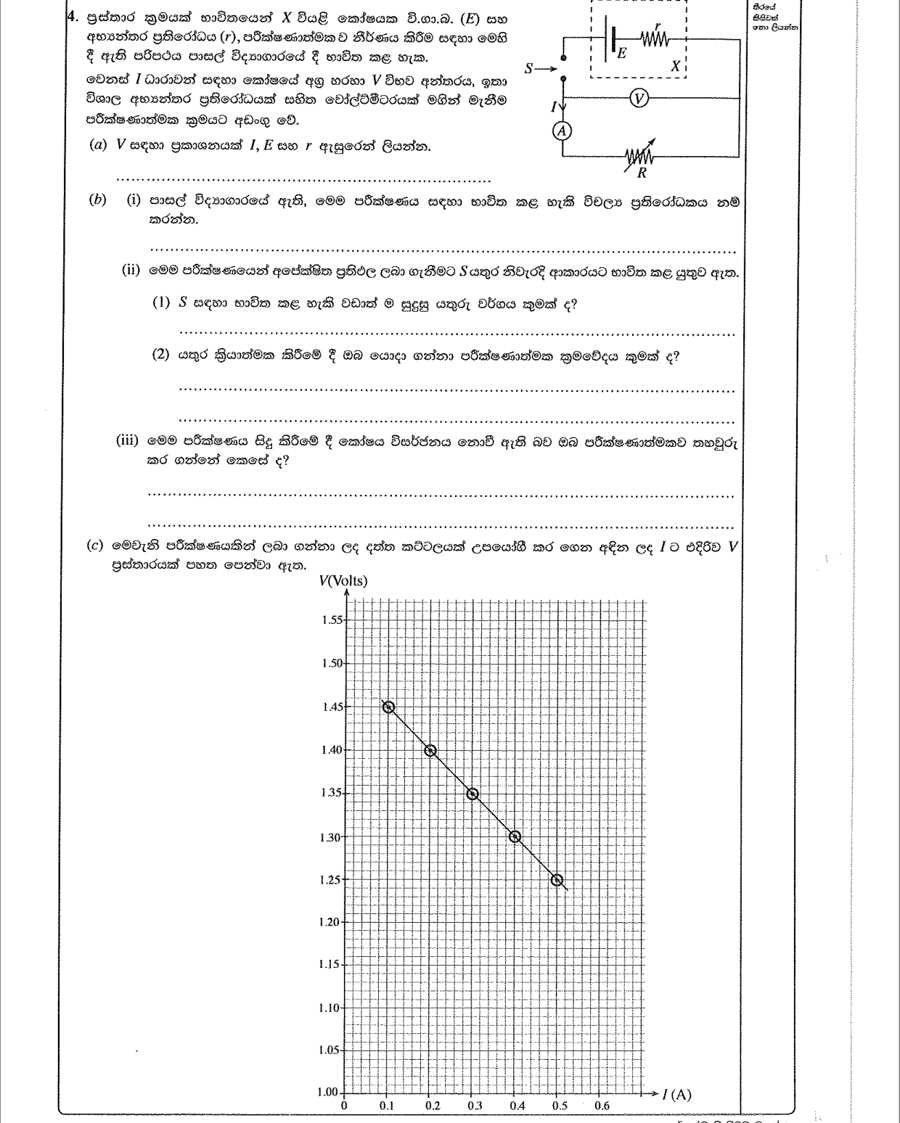 තීරයේ
කිසිවක්
නො ලියන්න
4. ප්‍රස්තාර ක්‍රමයක් භාවිතයෙන් X වියළි කෝෂයක වි.ගා.බ. (E) සහ
අභ්‍යන්තර ප්‍රතිරෝධය (r), පරීක්ෂණාත්මකව නිර්ණය කිරීම සඳහා මෙහි
දී ඇති පරිපථය පාසල් විද්‍යාගාරයේ දී භාවිත කළ හැක.
වෙනස් I ධාරාවන් සඳහා කෝෂයේ අග්‍ර හරහා V විභව අන්තරය, ඉතා
විශාල අභ්‍යන්තර ප්‍රතිරෝධයක් සහිත වෝල්ට්මීටරයක් මගින් මැනීම
පරීක්ෂණාත්මක ක්‍රමයට අඩංගු වේ.
E
r
X
S
V
I
A
R
(a) V සඳහා ප්‍රකාශනයක් I, E සහ r ඇසුරෙන් ලියන්න.
(b) (i) පාසල් විද්‍යාගාරයේ ඇති, මෙම පරීක්ෂණය සඳහා භාවිත කළ හැකි විචල්‍ය ප්‍රතිරෝධකය නම්
කරන්න.
(ii) මෙම පරීක්ෂණයෙන් අපේක්ෂිත ප්‍රතිඵල ලබා ගැනීමට S යතුර නිවැරදි ආකාරයට භාවිත කළ යුතුව ඇත.
(1) S සඳහා භාවිත කළ හැකි වඩාත් ම සුදුසු යතුරු වර්ගය කුමක් ද?
(2) යතුර ක්‍රියාත්මක කිරීමේ දී ඔබ යොදා ගන්නා පරීක්ෂණාත්මක ක්‍රමවේදය කුමක් ද?
(iii) මෙම පරීක්ෂණය සිදු කිරීමේ දී කෝෂය විසර්ජනය නොවී ඇති බව ඔබ පරීක්ෂණාත්මකව තහවුරු
කර ගන්නේ කෙසේ ද?
(c) මෙවැනි පරීක්ෂණයකින් ලබා ගන්නා ලද දත්ත කට්ටලයක් උපයෝගී කර ගෙන අඳින ලද I ට එදිරිව V
ප්‍රස්තාරයක් පහත පෙන්වා ඇත.
V(Volts)
1.55
1.50
1.45
1.40
1.35
1.30
1.25
1.20
1.15
1.10
1.05
1.00
0 0.1 0.2 0.3 0.4 0.5 0.6
I (A)